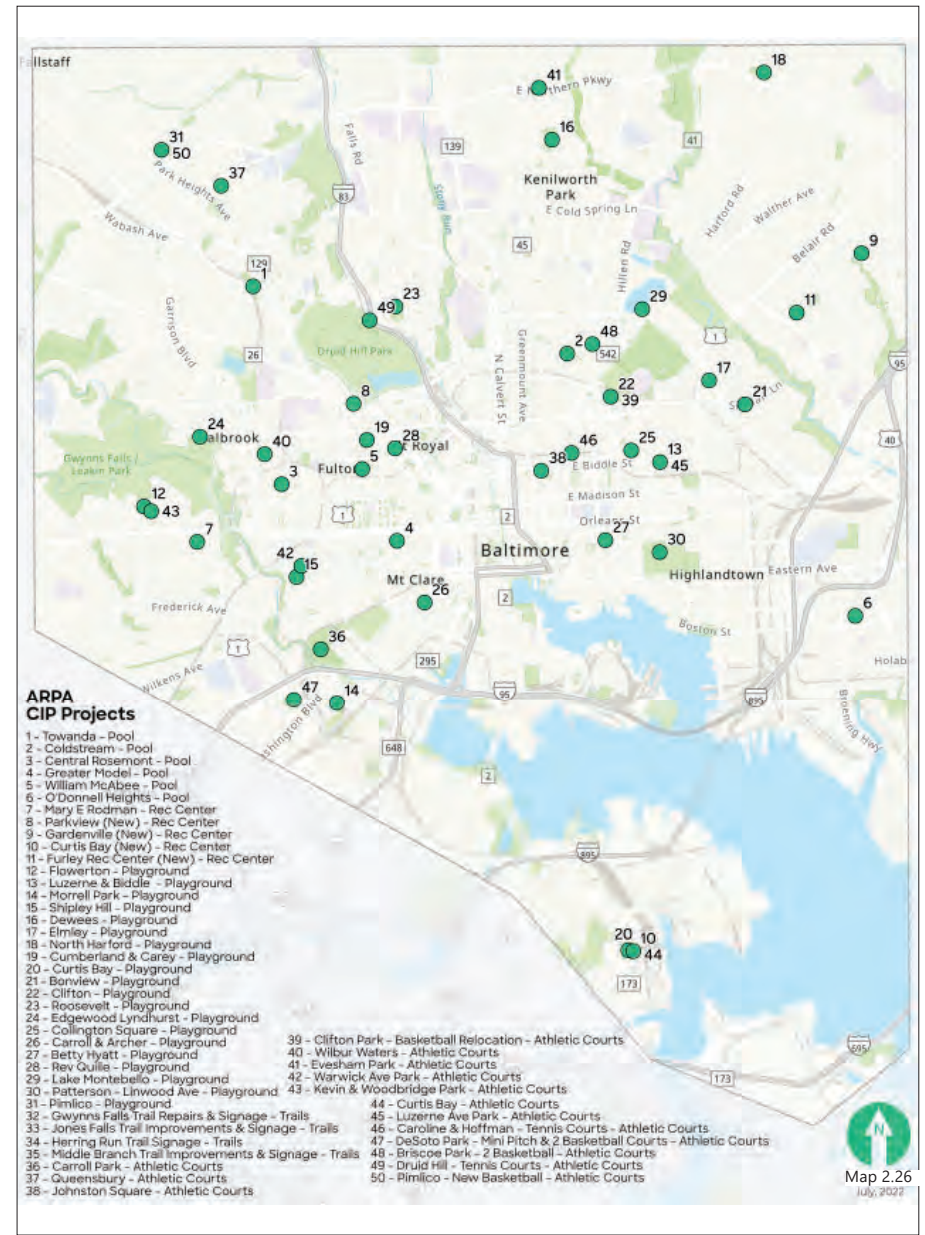 llstaff
18
41
E N thern Pkwy
16
139
41
31
50
Falls Rd
Kenilworth
Park
37
Park Heights Ave
83
Stony Run
E Cold Spring Ln
Harford Rd
Walther Ave
Wabash Ave
45
Belair Rd
9
129
1
Hillen Rd
23
29
11
49
Garrison Blvd
48
1
Druid Hill Park
2
542
26
Greenmount Ave
N Calvert St
95
17
22
39
21
Ln
8
24
albrook
19
28
t Royal
40
40
46
25
13
45
Gwynns Falls /
Leakin Park
Fulto
5
38
E Biddle St
3
12
43
1
E Madison St
2
Orleans St
7
4
27
30
42
15
Baltimore
Highlandtown
Eastern Ave
Mt Clare
26
2
6
Frederick Ave
Boston St
1
36
295
Holab
Wilkens Ave
47
14
95
895
Broening Hwy
shington Blvd
648
2
895
20
10
44
173
695
173
ARPA
CIP Projects
1 - Towanda - Pool
2 - Coldstream - Pool
3 - Central Rosemont - Pool
4 - Greater Model - Pool
5 - William McAbee - Pool
6 - O'Donnell Heights - Pool
7 - Mary E Rodman - Rec Center
8 - Parkview (New) - Rec Center
9 - Gardenville (New) - Rec Center
10 - Curtis Bay (New) - Rec Center
11 - Furley Rec Center (New) - Rec Center
12 - Flowerton - Playground
13 - Luzerne & Biddle - Playground
14 - Morrell Park - Playground
15 - Shipley Hill - Playground
16 - Dewees - Playground
17 - Elmley - Playground
18 - North Harford - Playground
19 - Cumberland & Carey - Playground
20 - Curtis Bay - Playground
21 - Bonview - Playground
22 - Clifton - Playground
23 - Roosevelt - Playground
24 - Edgewood Lyndhurst - Playground
25 - Collington Square - Playground
26 - Carroll & Archer - Playground
27 - Betty Hyatt - Playground
28 - Rev Quille - Playground
29 - Lake Montebello - Playground
30 - Patterson - Linwood Ave - Playground
31 - Pimlico - Playground
32 - Gwynns Falls Trail Repairs & Signage - Trails
33 - Jones Falls Trail Improvements & Signage - Trails
34 - Herring Run Trail Signage - Trails
35 - Middle Branch Trail Improvements & Signage - Trails
36 - Carroll Park - Athletic Courts
37 - Queensbury - Athletic Courts
38 - Johnston Square - Athletic Courts
39 - Clifton Park - Basketball Relocation - Athletic Courts
40 - Wilbur Waters - Athletic Courts
41 - Evesham Park - Athletic Courts
42 - Warwick Ave Park - Athletic Courts
43 - Kevin & Woodbridge Park - Athletic Courts
44 - Curtis Bay - Athletic Courts
45 - Luzerne Ave Park - Athletic Courts
46 - Caroline & Hoffman - Tennis Courts - Athletic Courts
47 - DeSoto Park - Mini Pitch & 2 Basketball Courts - Athletic Courts
48 - Briscoe Park - 2 Basketball - Athletic Courts
49 - Druid Hill - Tennis Courts - Athletic Courts
50 - Pimlico - New Basketball - Athletic Courts
N
Map 2.26
July, 2022